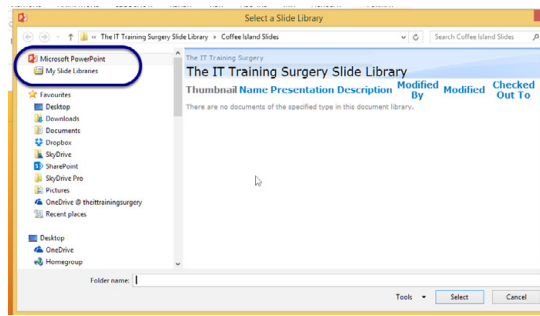 Select a Slide Library
« The IT Training Surgery Slide Library › Coffee Island Slides
Search Coffee Island Slides
Microsoft PowerPoint
My Slide Libranes
Favourites
Desktop
Downloads
Documents
Dropbox
SkyDrive
SharePoint
SkyDrive Pro
Pictures
OneDrive @ theittrainingsurgery
Recent places
Desktop
OneDrive
Homegroup
The IT Training Surgery
The IT Training Surgery Slide Library
Thumbnail Name Presentation Description Modified By Modified Checked Out To
There are no documents of the specified type in this document library.
Folder name:
Tools Select Cancel